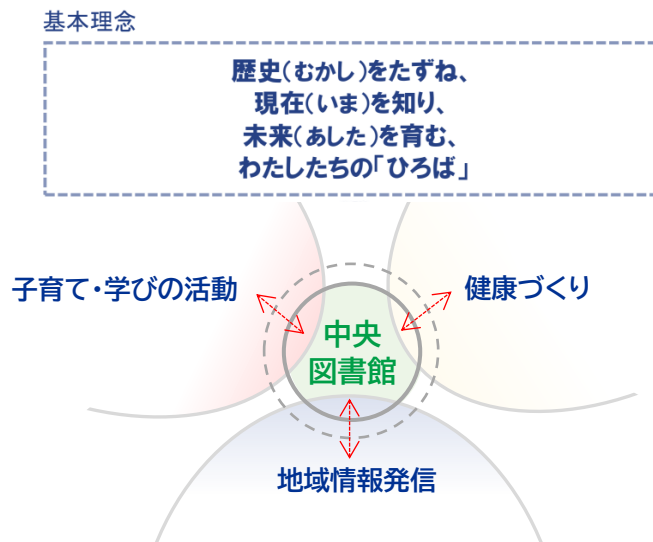 基本理念
歴史(むかし)をたずね、
現在(いま)を知り、
未来(あした)を育む、
わたしたちの「ひろば」
子育て・学びの活動
健康づくり
中央
図書館
地域情報発信